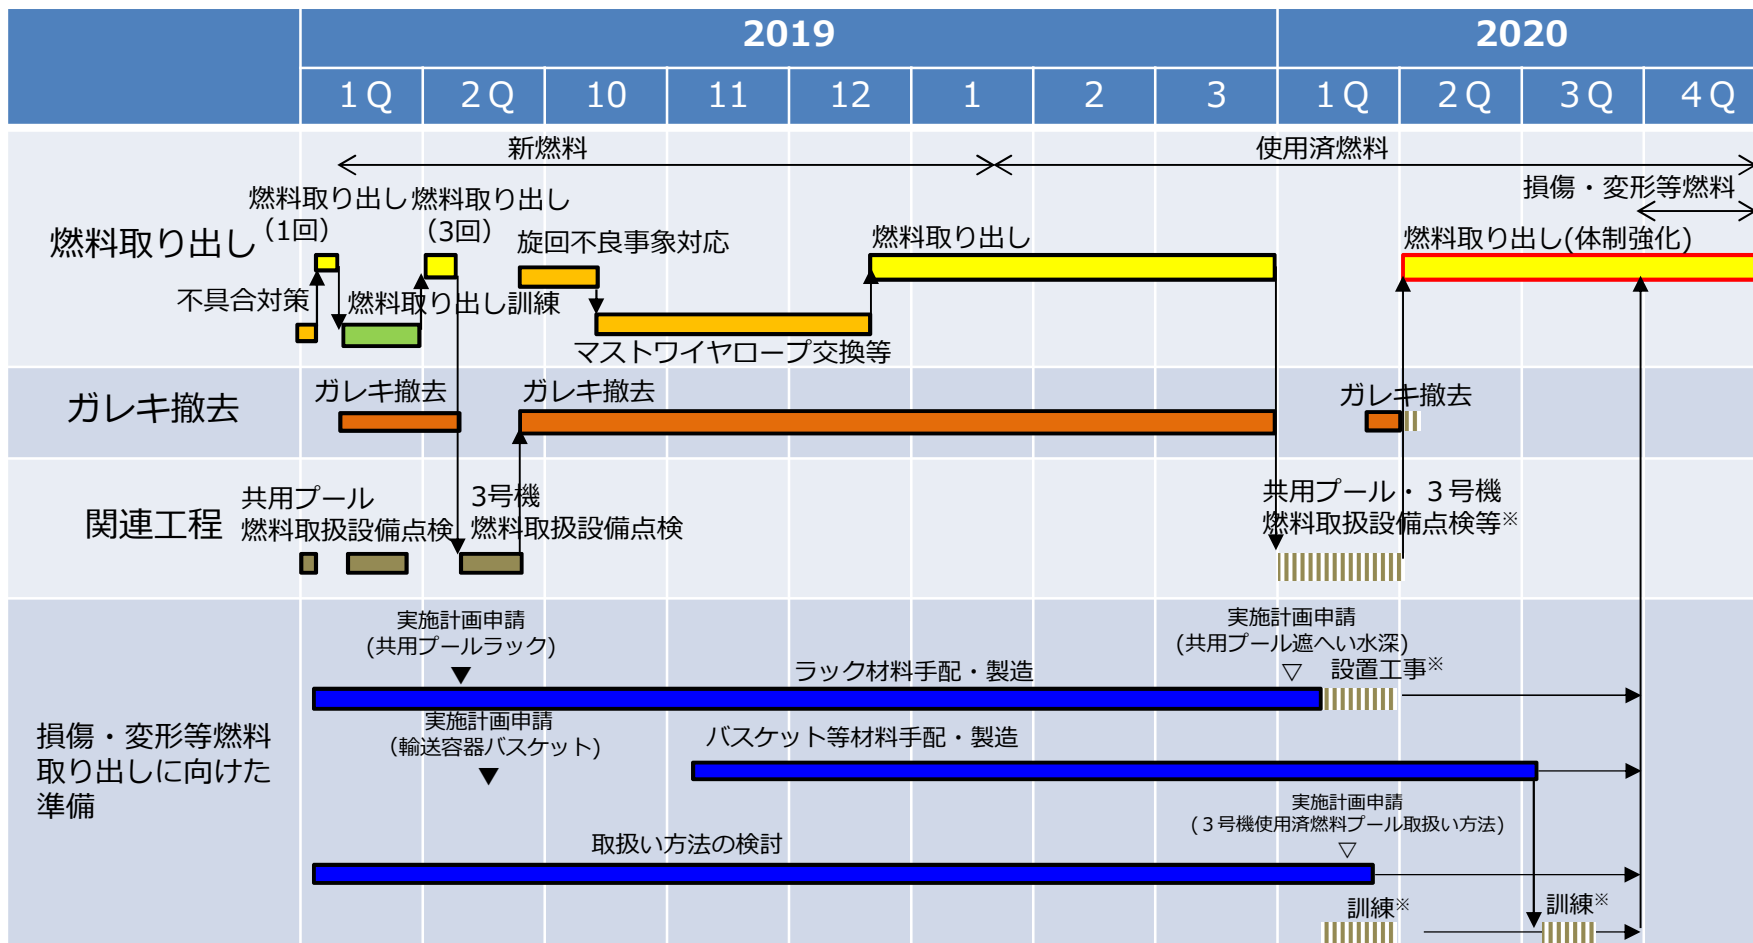 2019
2020
1Q
2Q
10
11
12
1
2
3
1Q
2Q
3Q
4Q
新燃料
使用済燃料
損傷・変形等燃料
燃料取り出し
燃料取り出し
(1回)
燃料取り出し
(3回)
旋回不良事象対応
燃料取り出し
燃料取り出し(体制強化)
不具合対策
燃料取り出し訓練
マストワイヤロープ交換等
ガレキ撤去
ガレキ撤去
ガレキ撤去
ガレキ撤去
関連工程
共用プール
燃料取扱設備点検
3号機
燃料取扱設備点検
共用プール・3号機
燃料取扱設備点検等※
損傷・変形等燃料
取り出しに向けた
準備
実施計画申請
(共用プールラック)
▼
ラック材料手配・製造
実施計画申請
(共用プール遮へい水深)
▽
設置工事※
実施計画申請
(輸送容器バスケット)
▼
バスケット等材料手配・製造
実施計画申請
(3号機使用済燃料プール取扱い方法)
▽
取扱い方法の検討
訓練※
訓練※